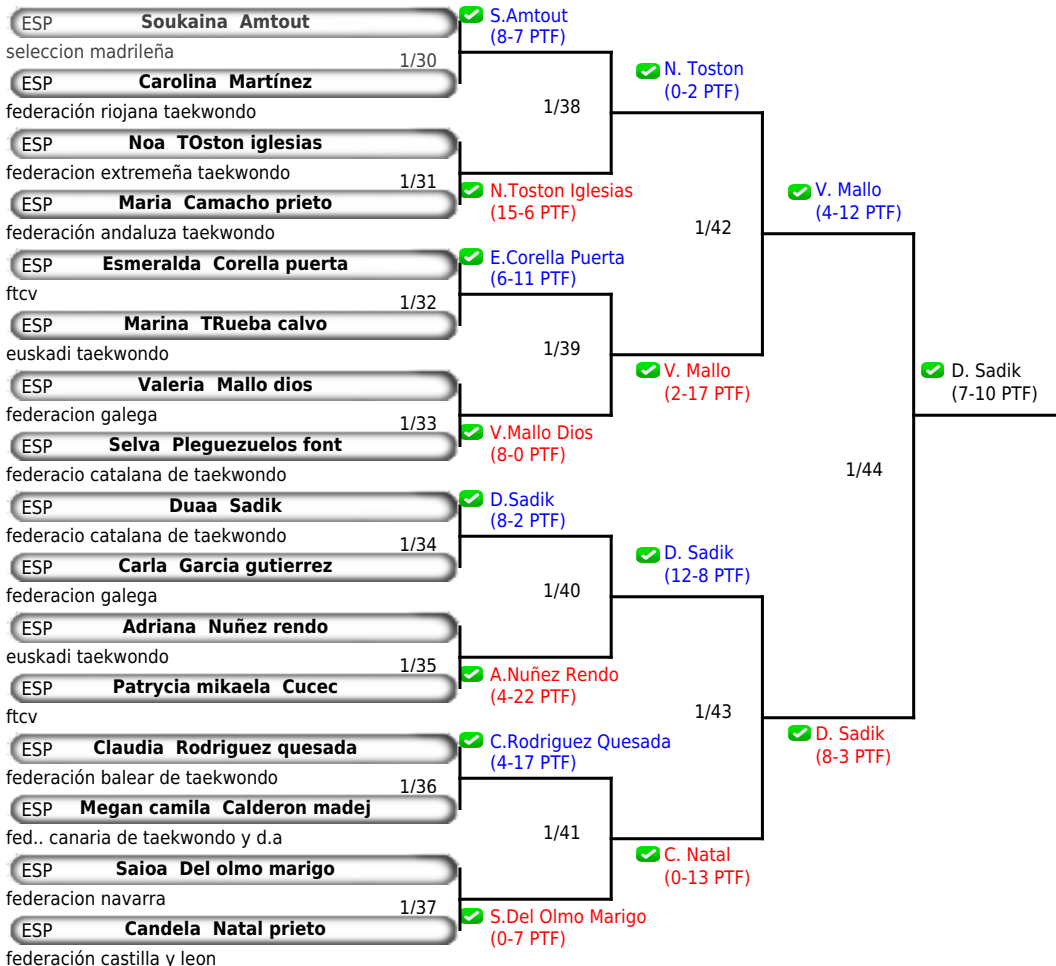 ESP Soukaina Amtout
seleccion madrileña
1/30
ESP Carolina Martínez
federación riojana taekwondo
ESP Noa TOston iglesias
federacion extremeña taekwondo
1/31
ESP Maria Camacho prieto
federación andaluza taekwondo
ESP Esmeralda Corella puerta
ftcv
1/32
ESP Marina TRueba calvo
euskadi taekwondo
ESP Valeria Mallo dios
federacion galega
1/33
ESP Selva Pleguezuelos font
federacio catalana de taekwondo
ESP Duaa Sadik
federacio catalana de taekwondo
1/34
ESP Carla Garcia gutierrez
federacion galega
ESP Adriana Nuñez rendo
euskadi taekwondo
1/35
ESP Patrycia mikaela Cucec
ftcv
ESP Claudia Rodriguez quesada
federación balear de taekwondo
1/36
ESP Megan camila Calderon madej
fed.. canaria de taekwondo y d.a
ESP Saioa Del olmo marigo
federacion navarra
1/37
ESP Candela Natal prieto
federación castilla y leon
S.Amtout
(8-7 PTF)
1/38
N.Toston Iglesias
(15-6 PTF)
E.Corella Puerta
(6-11 PTF)
1/39
V.Mallo Dios
(8-0 PTF)
D.Sadik
(8-2 PTF)
1/40
A.Nuñez Rendo
(4-22 PTF)
C.Rodriguez Quesada
(4-17 PTF)
1/41
S.Del Olmo Marigo
(0-7 PTF)
N. Toston
(0-2 PTF)
1/42
V. Mallo
(2-17 PTF)
D. Sadik
(12-8 PTF)
1/43
C. Natal
(0-13 PTF)
V. Mallo
(4-12 PTF)
1/44
D. Sadik
(8-3 PTF)
D. Sadik
(7-10 PTF)